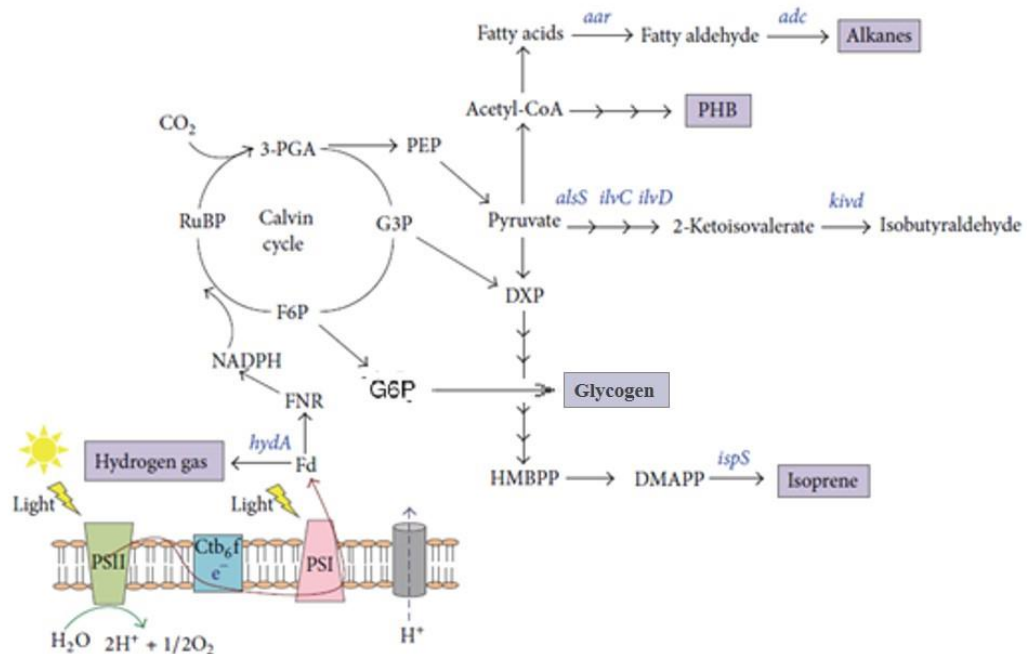 aar
adc
Fatty acids
Fatty aldehyde
Alkanes
Acetyl-CoA
PHB
CO₂
3-PGA
PEP
alsS ilvC ilvD
kivd
RuBP
Calvin
cycle
G3P
Pyruvate
2-Ketoisovalerate
Isobutyraldehyde
DXP
F6P
NADPH
G6P
Glycogen
FNR
hydA
Hydrogen gas
Fd
HMBPP
DMAPP
ispS
Isoprene
Light
Light
PSII
Ctb₆f
e⁻
PSI
H₂O 2H⁺ + 1/2O₂
H⁺